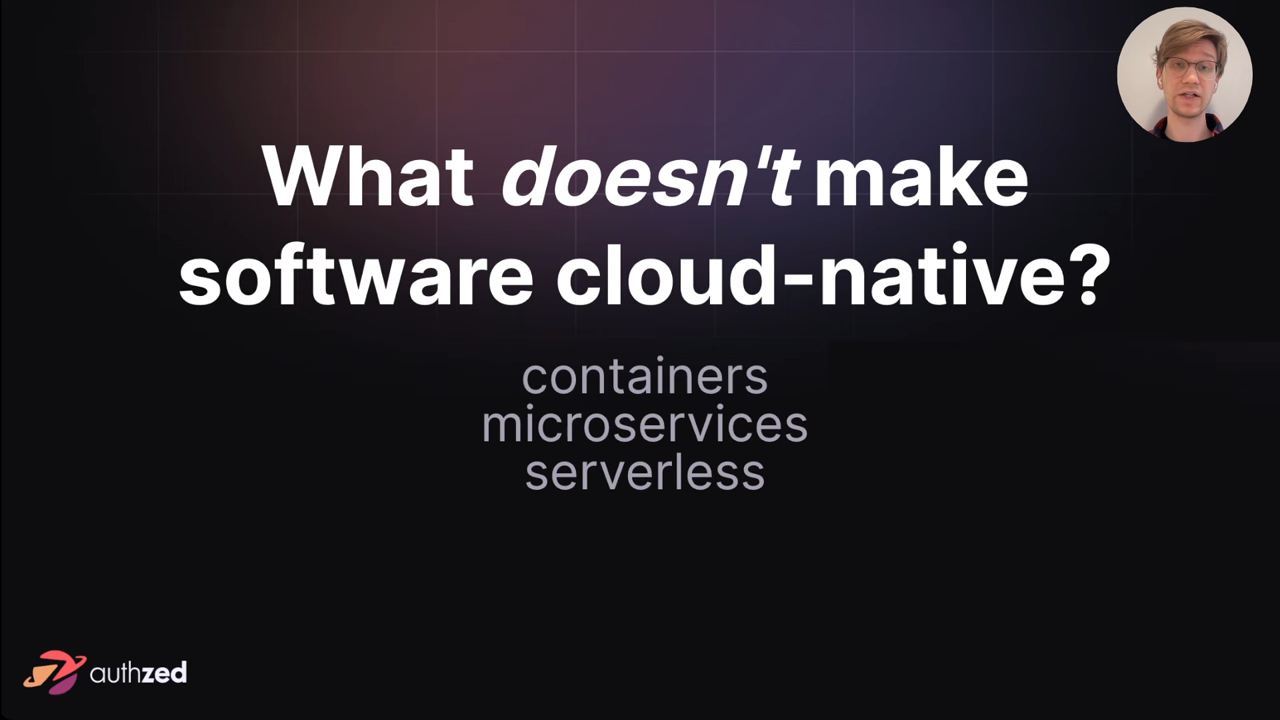 What doesn't make
software cloud-native?
containers
microservices
serverless
authzed